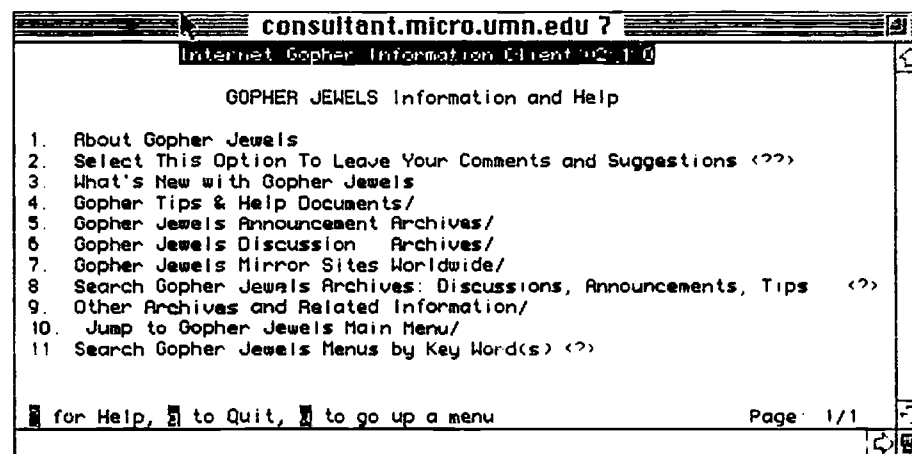 consultant.micro.umn.edu 7
Internet Gopher Information Client v2.1.0
GOPHER JEWELS Information and Help
1. About Gopher Jewels
2. Select This Option To Leave Your Comments and Suggestions <??>
3. What's New with Gopher Jewels
4. Gopher Tips & Help Documents/
5. Gopher Jewels Announcement Archives/
6 Gopher Jewels Discussion Archives/
7. Gopher Jewels Mirror Sites Worldwide/
8 Search Gopher Jewels Archives: Discussions, Announcements, Tips <?>
9. Other Archives and Related Information/
10. Jump to Gopher Jewels Main Menu/
11 Search Gopher Jewels Menus by Key Word(s) <?>
for Help, to Quit, to go up a menu Page 1/1